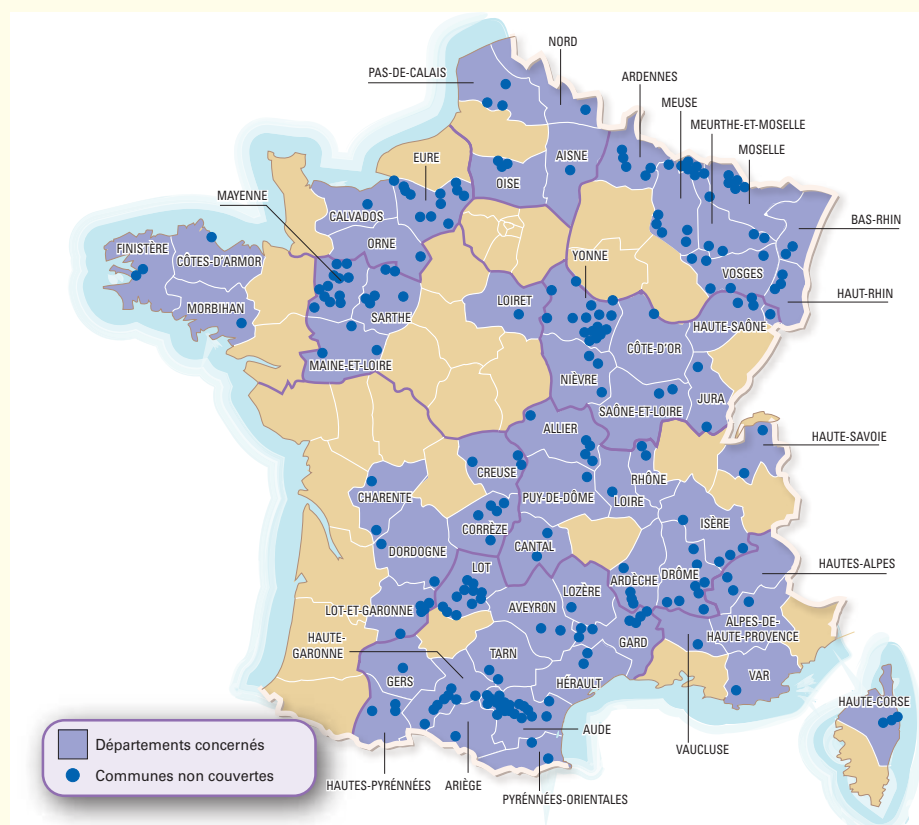 NORD
PAS-DE-CALAIS
ARDENNES
MEUSE
MEURTHE-ET-MOSELLE
MOSELLE
EURE
AISNE
OISE
MAYENNE
CALVADOS
BAS-RHIN
ORNE
FINISTÈRE
CÔTES-D'ARMOR
YONNE
VOSGES
HAUT-RHIN
MORBIHAN
LOIRET
SARTHE
HAUTE-SAÔNE
CÔTE-D'OR
MAINE-ET-LOIRE
NIÈVRE
JURA
SAÔNE-ET-LOIRE
ALLIER
HAUTE-SAVOIE
CREUSE
RHÔNE
CHARENTE
PUY-DE-DÔME
LOIRE
ISÈRE
CORRÈZE
CANTAL
DORDOGNE
HAUTES-ALPES
LOT
ARDÈCHE
DRÔME
LOZÈRE
LOT-ET-GARONNE
AVEYRON
ALPES-DE-
HAUTE-PROVENCE
HAUTE-
GARONNE
GARD
TARN
GERS
HÉRAULT
VAR
HAUTE-CORSE
AUDE
VAUCLUSE
Départements concernés
Communes non couvertes
HAUTES-PYRÉNNÉES
ARIÈGE
PYRÉNNÉES-ORIENTALES